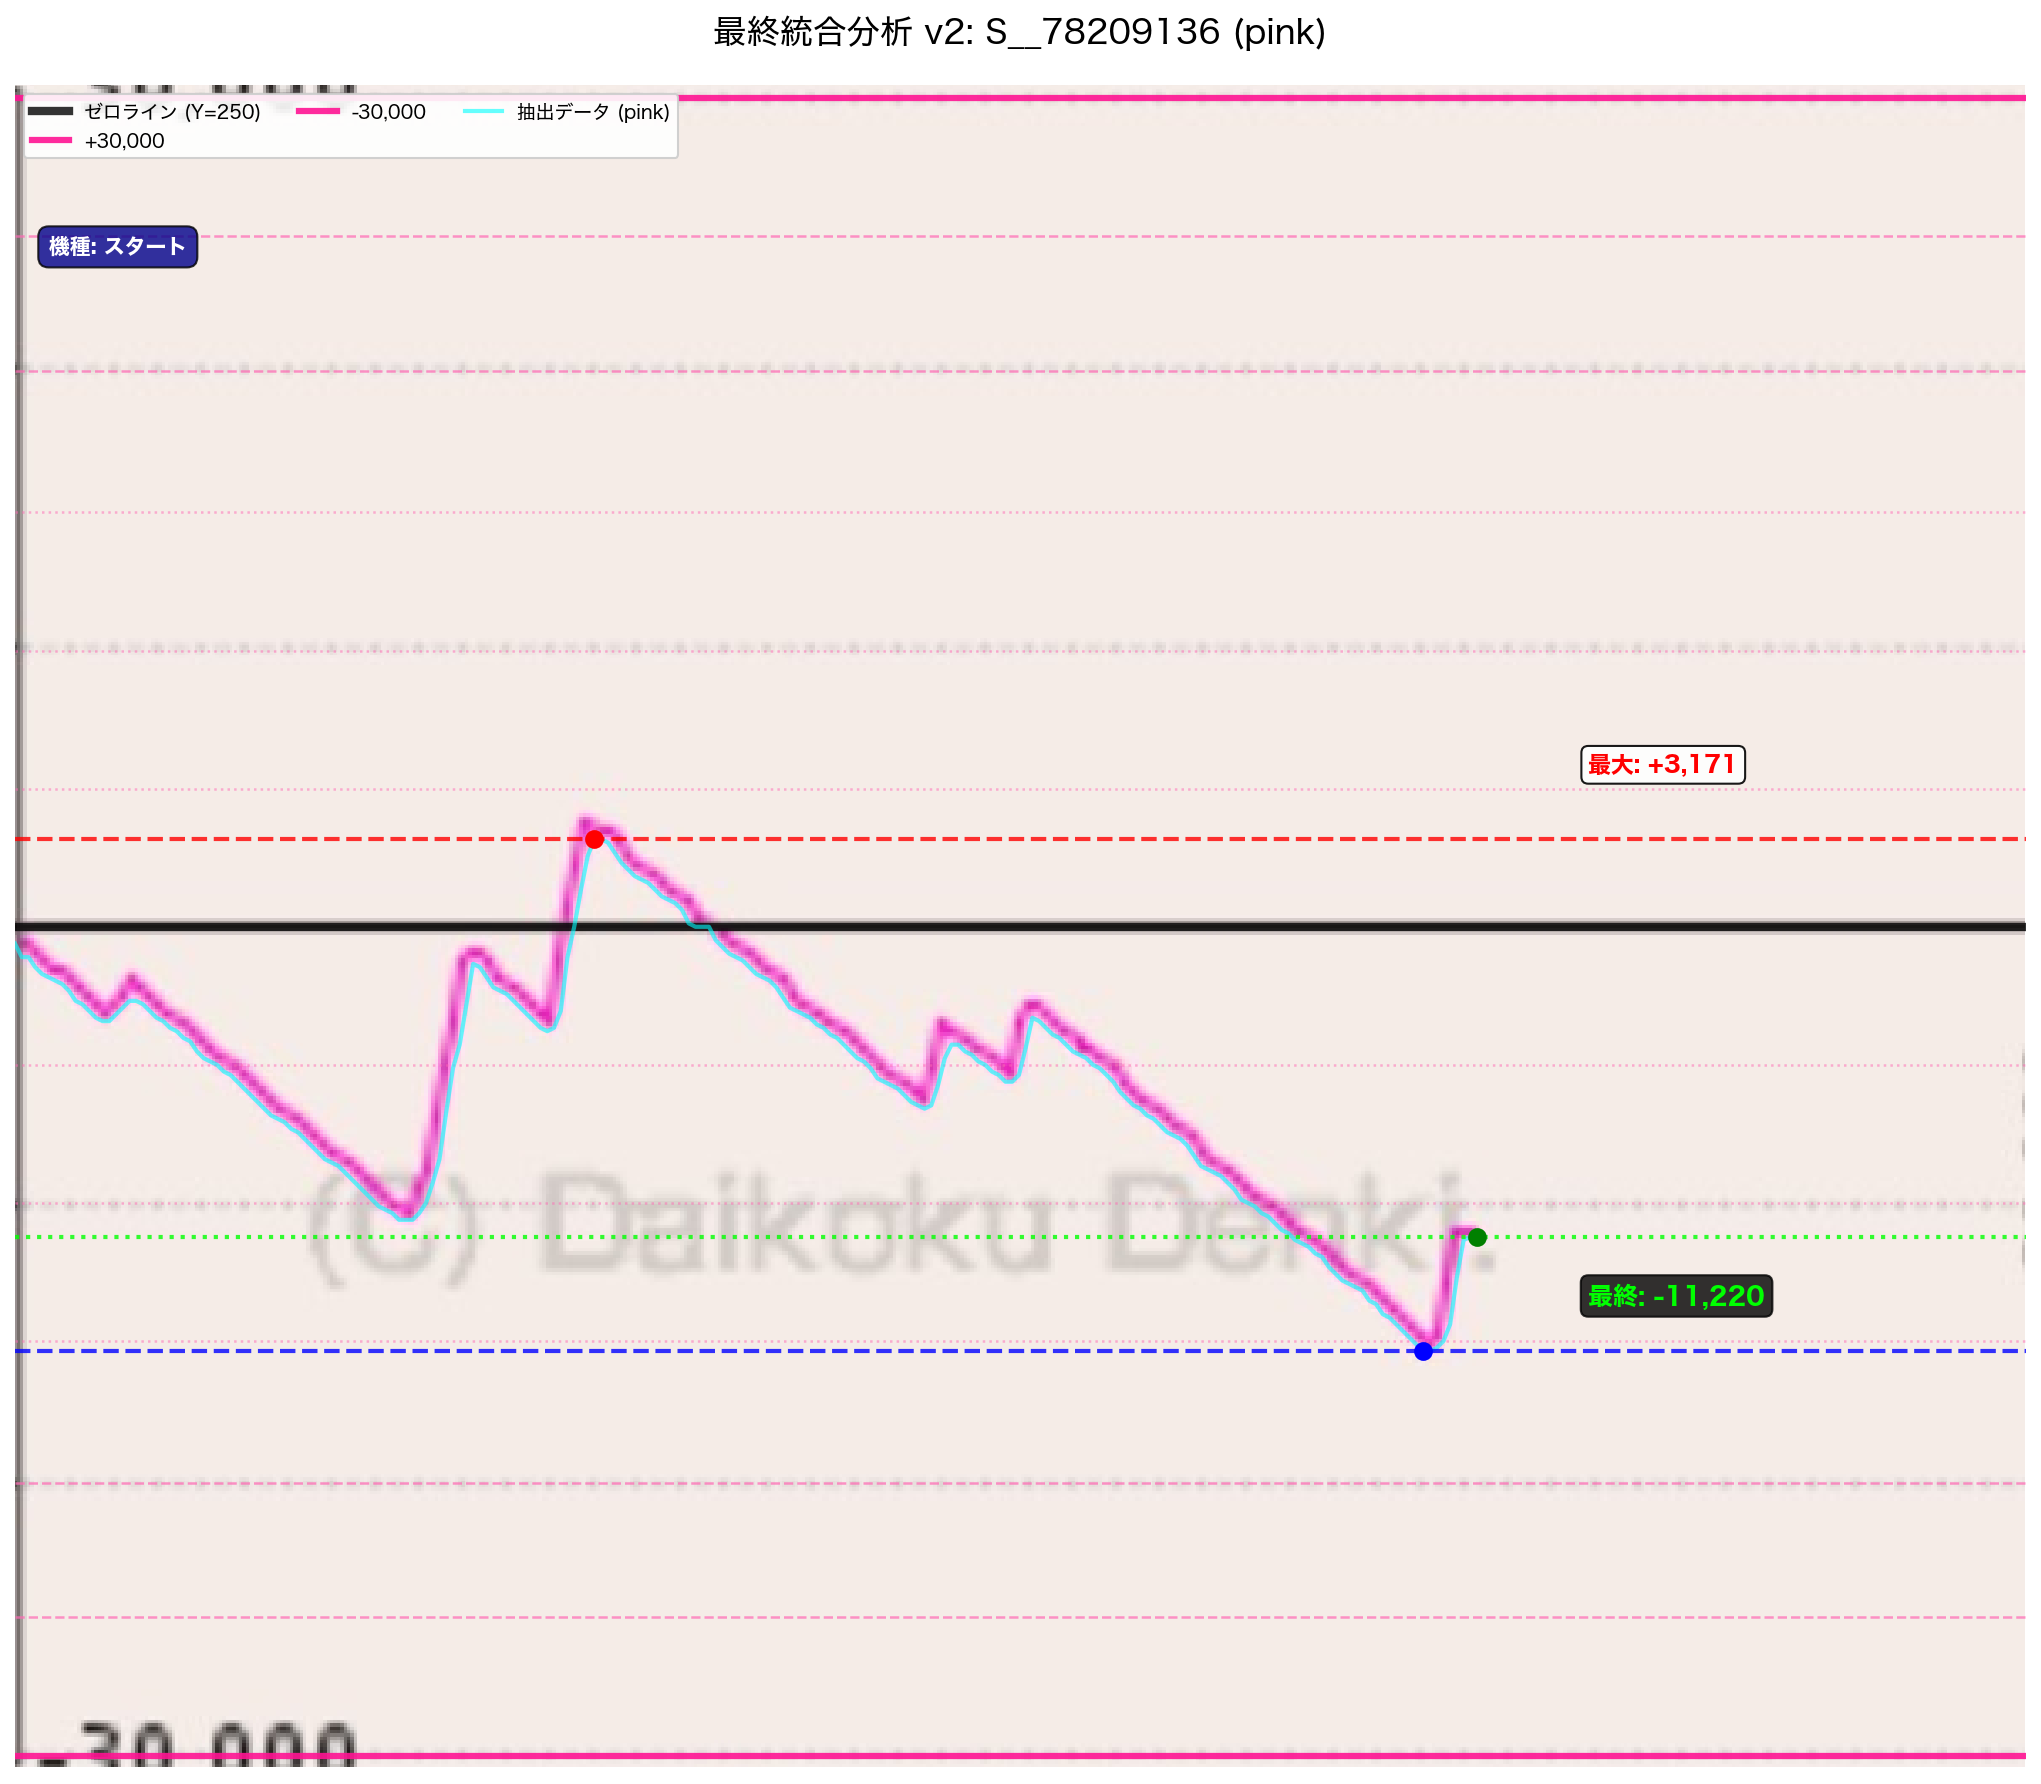 最終統合分析 v2: S__78209136 (pink)
ゼロライン (Y=250)
-30,000
抽出データ (pink)
+30,000
機種: スタート
最大: +3,171
(C) Daikoku Denki.
最終: -11,220
-30,000